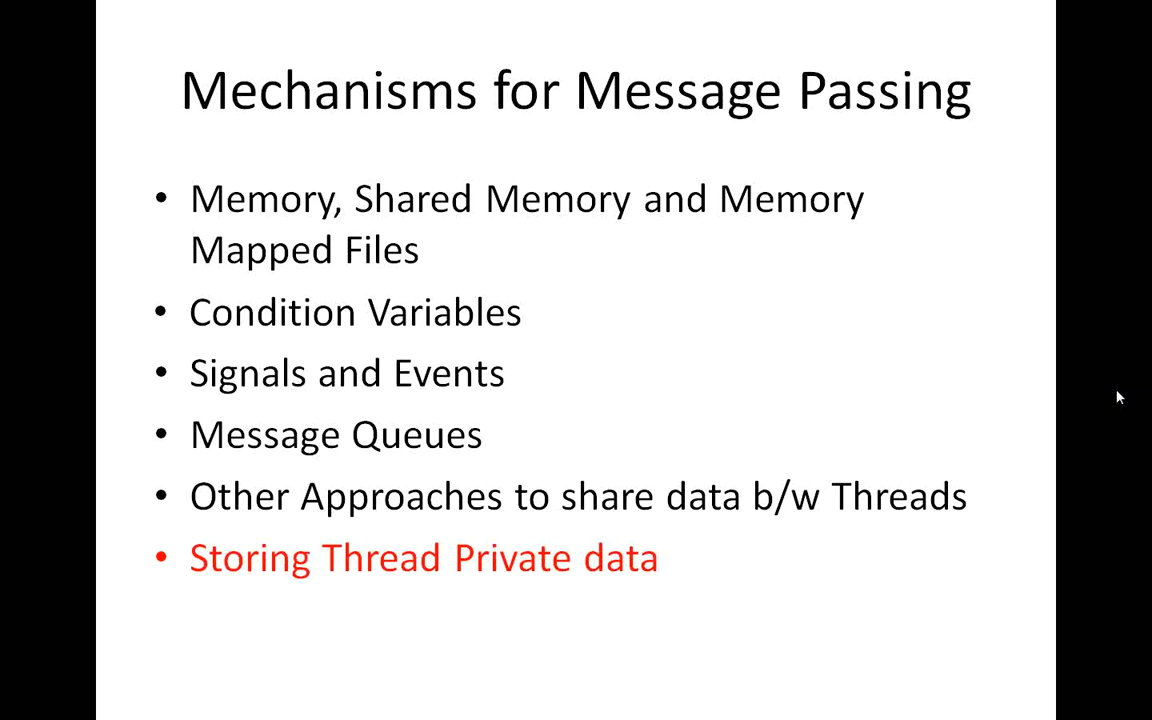 Mechanisms for Message Passing
• Memory, Shared Memory and Memory
Mapped Files
• Condition Variables
• Signals and Events
• Message Queues
• Other Approaches to share data b/w Threads
• Storing Thread Private data